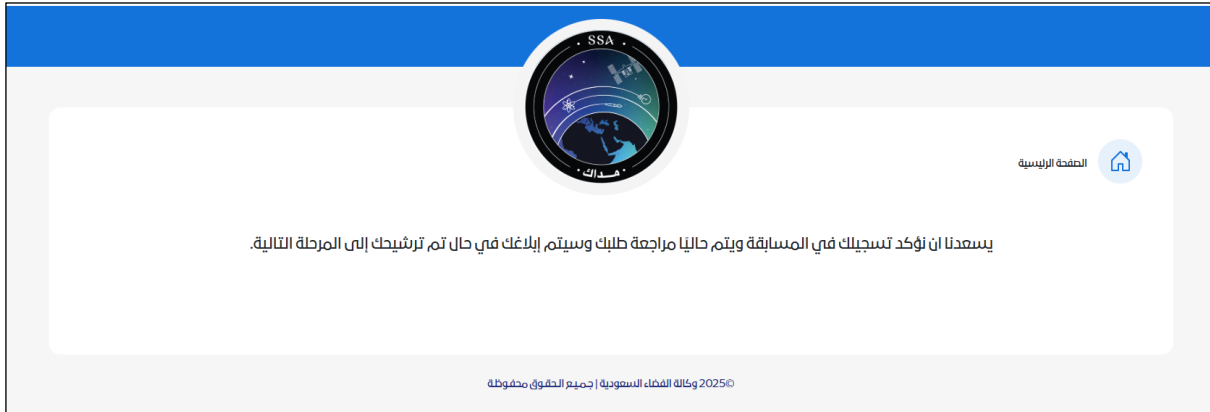 SSA
مداك
الصفحة الرئيسية
يسعدنا ان نؤكد تسجيلك في المسابقة ويتم حاليًا مراجعة طلبك وسيتم إبلاغك في حال تم ترشيحك إلى المرحلة التالية.
©2025 وكالة الفضاء السعودية | جميع الحقوق محفوظة